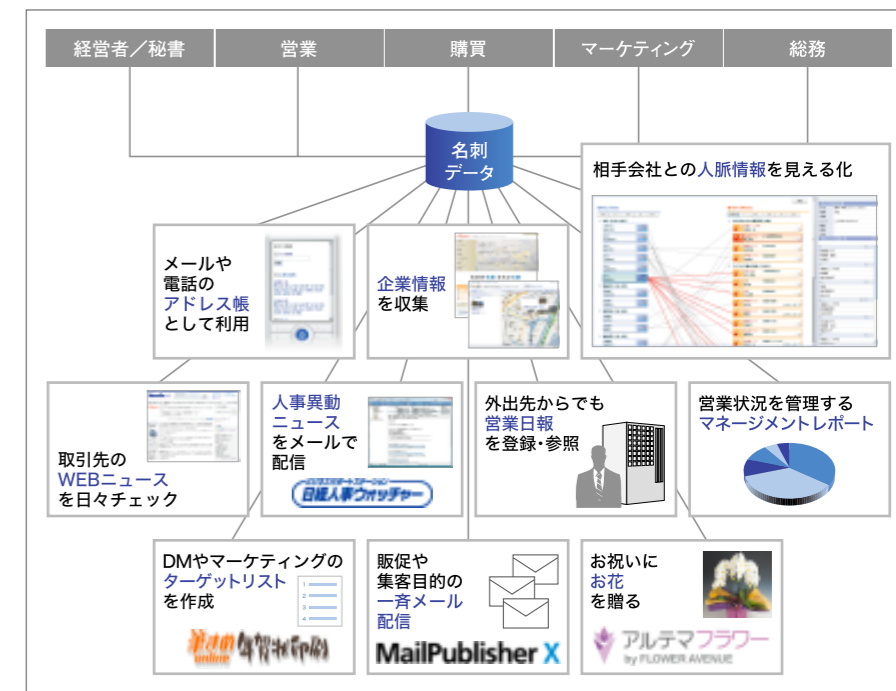 経営者／秘書
営業
購買
マーケティング
総務
名刺
データ
相手会社との人脈情報を見える化
メールや
電話の
アドレス帳
として利用
企業情報
を収集
取引先の
WEBニュース
を日々チェック
人事異動
ニュース
をメールで
配信
日経人事ウォッチャー
外出先からでも
営業日報
を登録・参照
営業状況を管理する
マネージメントレポート
DMやマーケティングの
ターゲットリスト
を作成
1
2
3
4
online
年賀状印刷
販促や
集客目的の
一斉メール
配信
MailPublisher X
お祝いに
お花
を贈る
アルテマフラワー
by FLOWER AVENUE